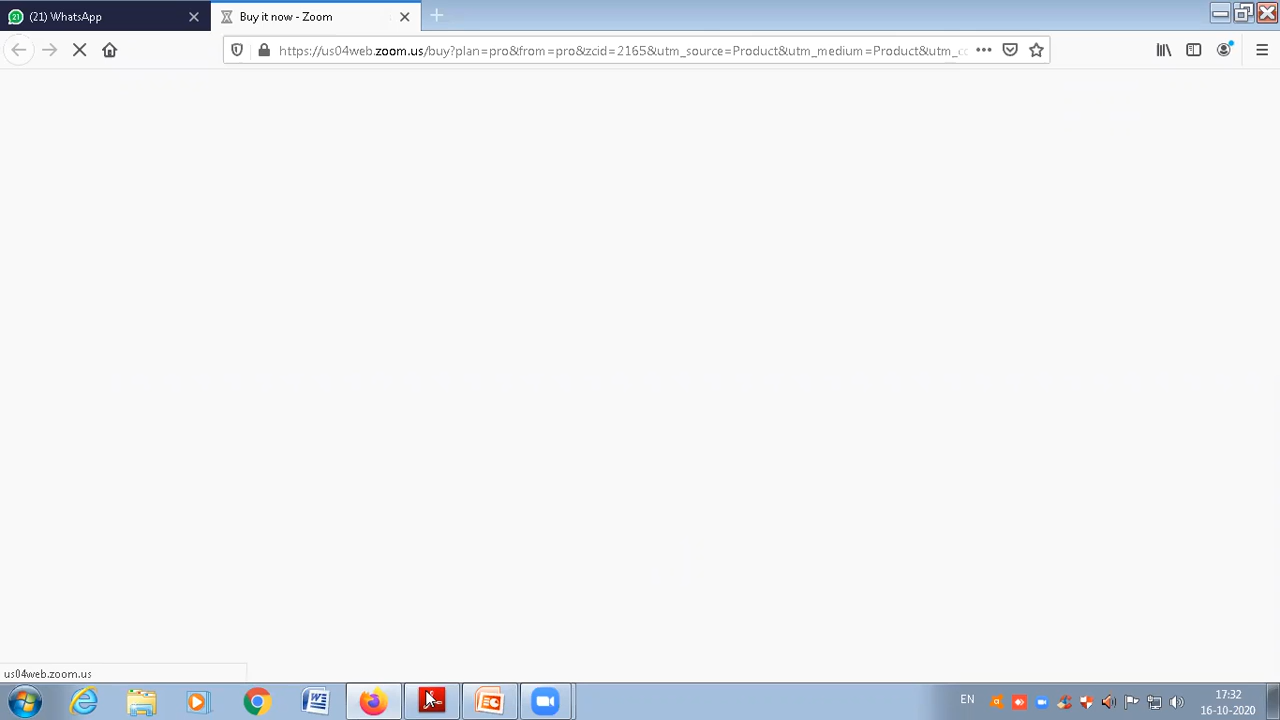 (21) WhatsApp
Buy it now - Zoom
https://us04web.zoom.us/buy?plan=pro&from=pro&zcid=2165&utm_source=Product&utm_medium=Product&utm_c
us04web.zoom.us
EN
17:32
16-10-2020